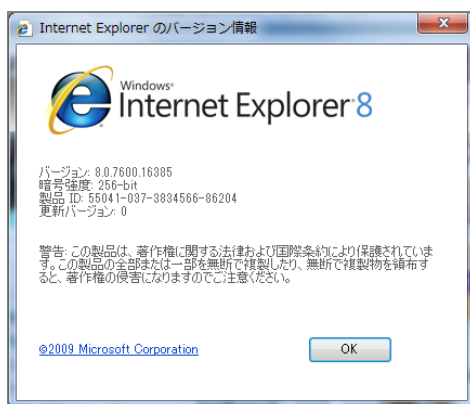 Internet Explorer のバージョン情報
Windows®
Internet Explorer 8
バージョン: 8.0.7600.16385
暗号強度: 256-bit
製品 ID: 55041-037-3834566-86204
更新バージョン: 0
警告: この製品は、著作権に関する法律および国際条約により保護されていま
す。この製品の全部または一部を無断で複製したり、無断で複製物を頒布す
ると、著作権の侵害になりますのでご注意ください。
©2009 Microsoft Corporation
OK